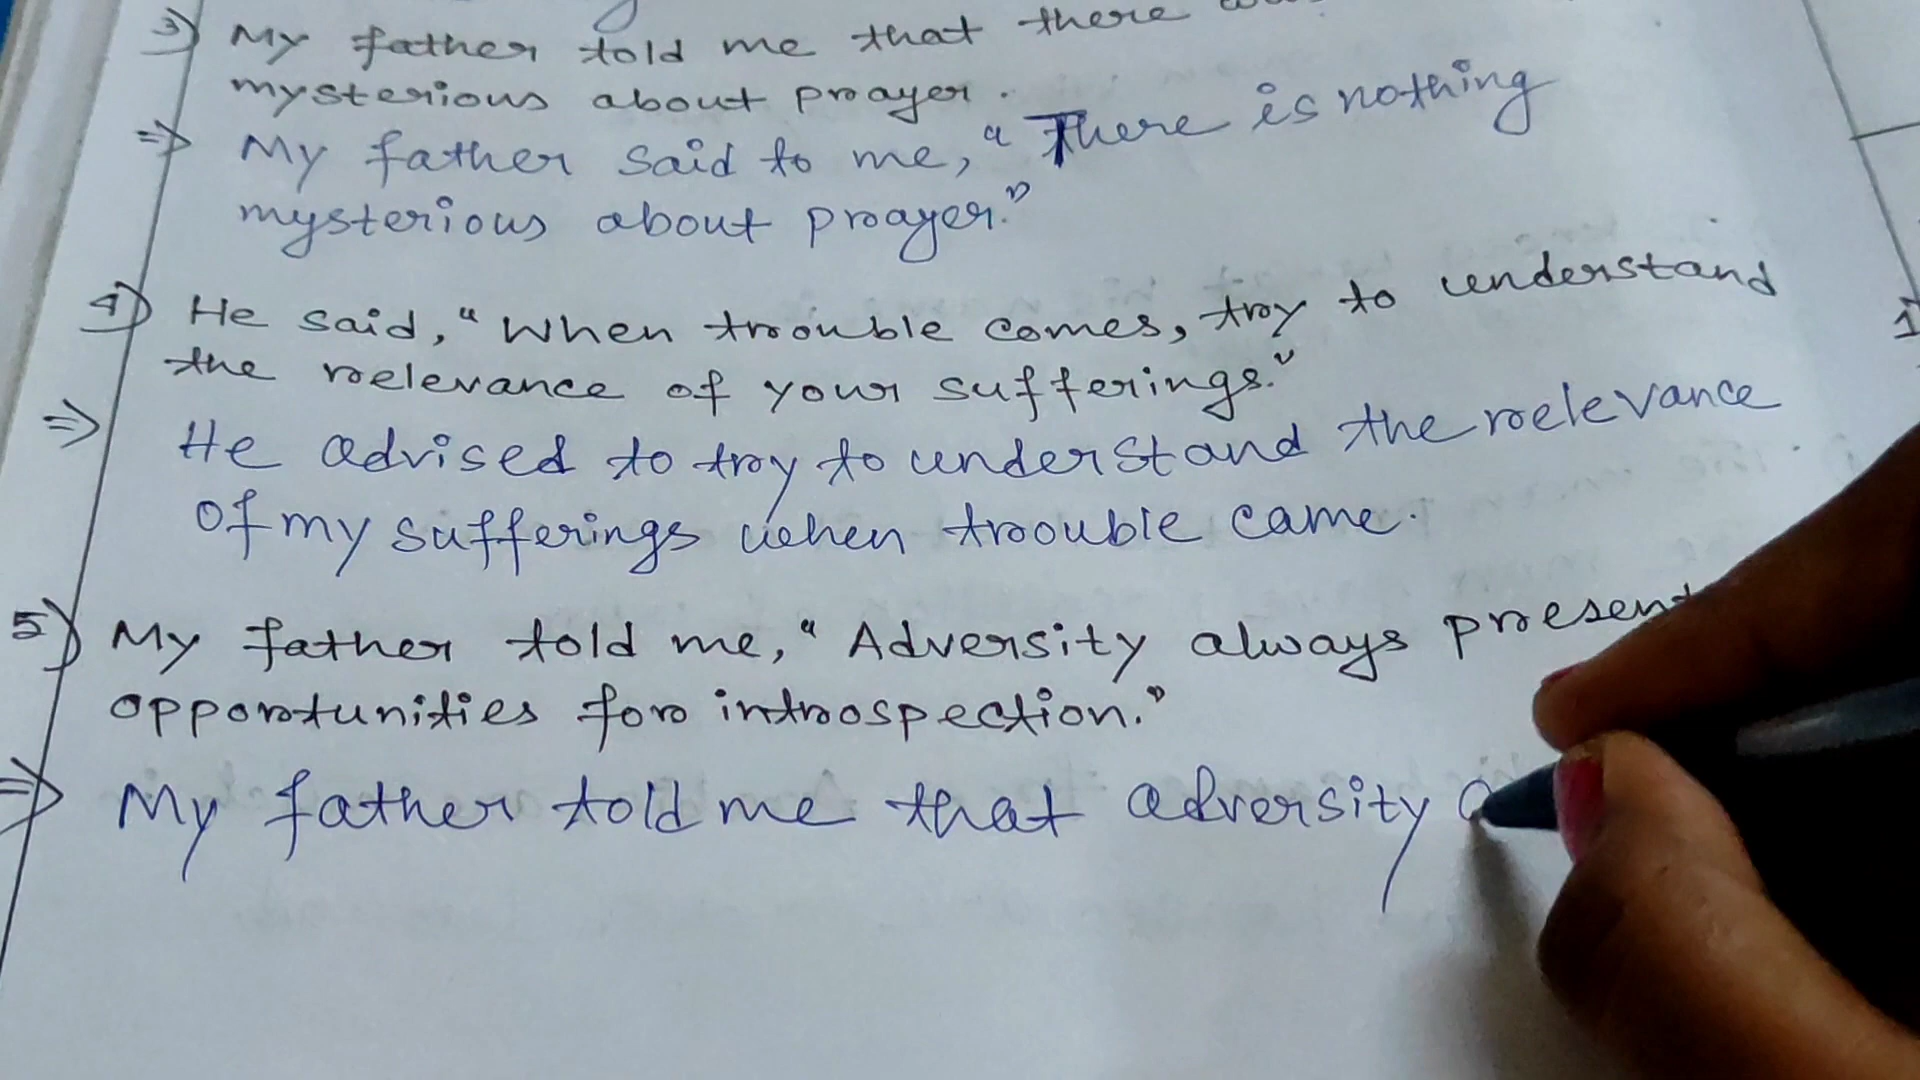 3) My father told me that there
mysterious about prayer.
=> My father said to me, "There is nothing
mysterious about prayer."
4) He said, "When trouble comes, try to understand
the relevance of your sufferings."
=> He advised to try to understand the relevance
of my sufferings when trouble came.
5) My father told me, "Adversity always present
opportunities for introspection."
=> My father told me that adversity a
1